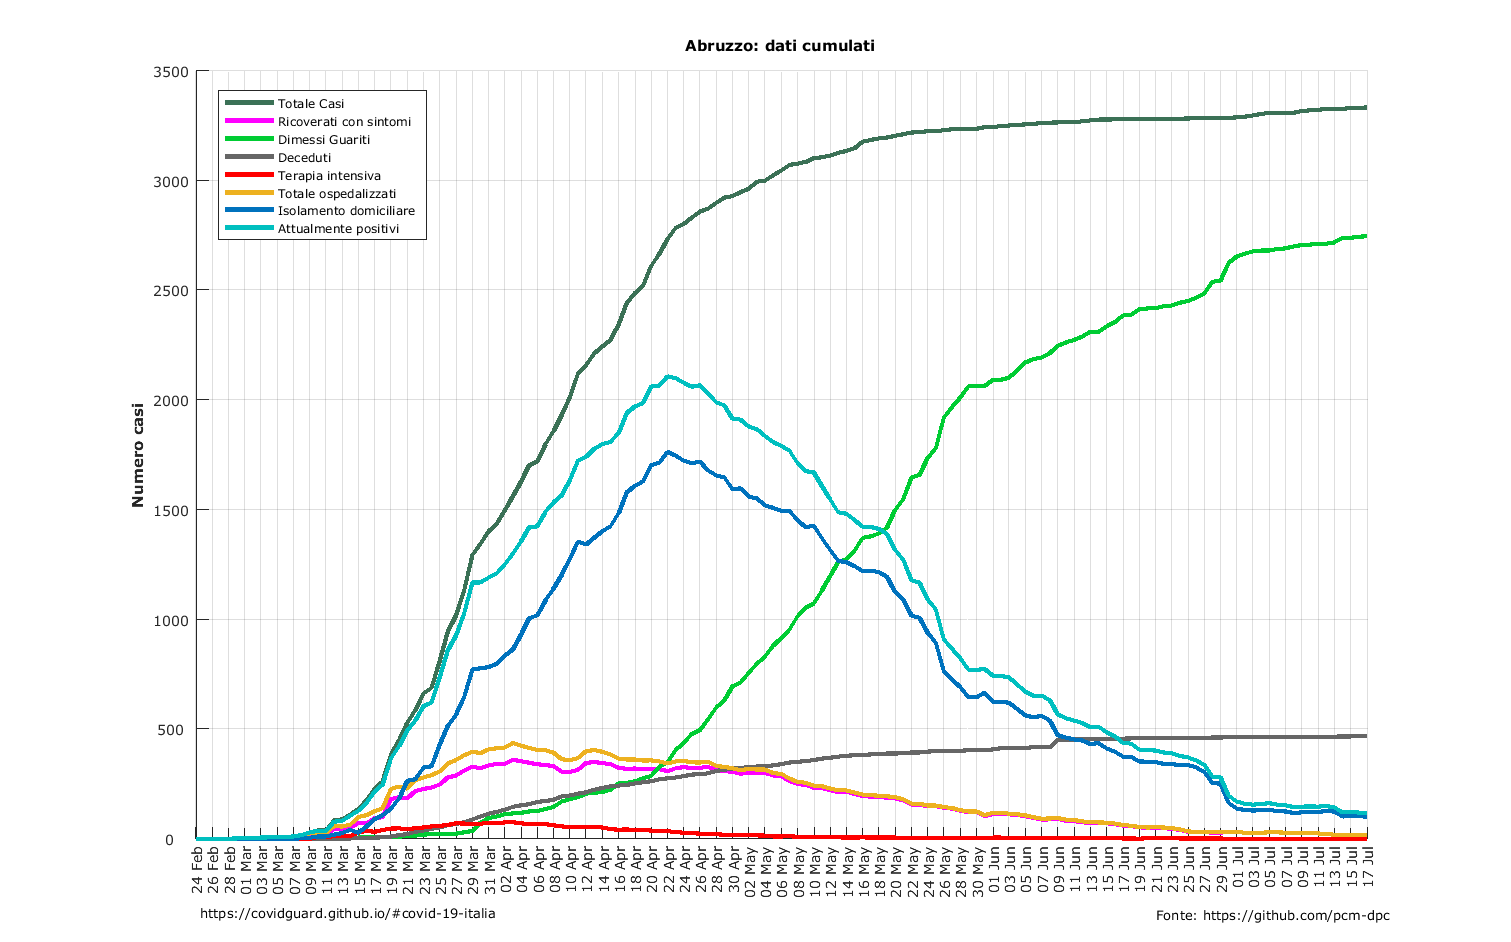 Abruzzo: dati cumulati
3500
3000
2500
2000
1500
1000
500
0
Numero casi
Totale Casi
Ricoverati con sintomi
Dimessi Guariti
Deceduti
Terapia intensiva
Totale ospedalizzati
Isolamento domiciliare
Attualmente positivi
24 Feb
26 Feb
28 Feb
01 Mar
03 Mar
05 Mar
07 Mar
09 Mar
11 Mar
13 Mar
15 Mar
17 Mar
19 Mar
21 Mar
23 Mar
25 Mar
27 Mar
29 Mar
31 Mar
02 Apr
04 Apr
06 Apr
08 Apr
10 Apr
12 Apr
14 Apr
16 Apr
18 Apr
20 Apr
22 Apr
24 Apr
26 Apr
28 Apr
30 Apr
02 May
04 May
06 May
08 May
10 May
12 May
14 May
16 May
18 May
20 May
22 May
24 May
26 May
28 May
30 May
01 Jun
03 Jun
05 Jun
07 Jun
09 Jun
11 Jun
13 Jun
15 Jun
17 Jun
19 Jun
21 Jun
23 Jun
25 Jun
27 Jun
29 Jun
01 Jul
03 Jul
05 Jul
07 Jul
09 Jul
11 Jul
13 Jul
15 Jul
17 Jul
https://covidguard.github.io/#covid-19-italia
Fonte: https://github.com/pcm-dpc